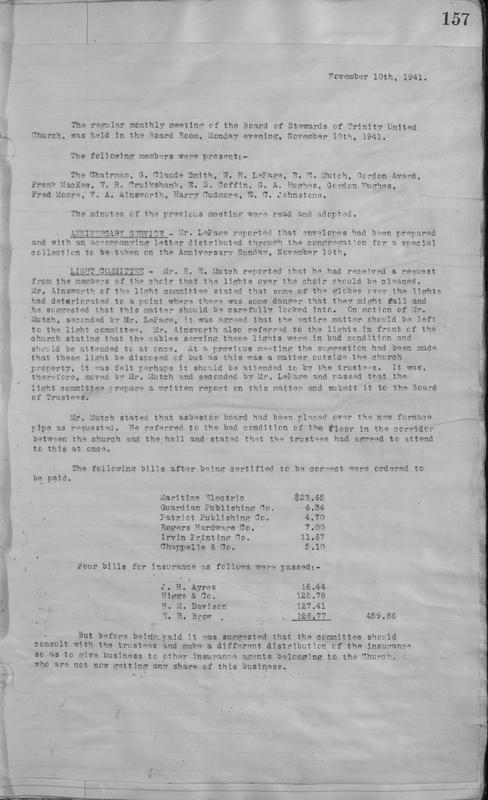 157
November 10th, 1941.
The regular monthly meeting of the Board of Stewards of Trinity United
Church, was held in the Board Room, Monday evening, November 10th, 1941.
The following members were present:-
The Chairman, G. Claude Smith, W. R. LePage, R. E. Mutch, Gordon Avard,
Frank MacKee, W. R. Cruikshank, E. S. Coffin, G. A. Hughes, Gordon Hughes,
Fred Moore, V. A. Ainsworth, Harry Cudmore, E. C. Johnstone.
The minutes of the previous meeting were read and adopted.
ANNIVERSARY SERVICE - Mr. LePage reported that envelopes had been prepared
and with an accompanying letter distributed through the congregation for a special
collection to be taken on the Anniversary Sunday, November 16th.
LIGHT COMMITTEE - Mr. R. E. Mutch reported that he had received a request
from the members of the choir that the lights over the choir should be cleaned.
Mr. Ainsworth of the light committee stated that some of the globes over the lights
had deteriorated to a point where there was some danger that they might fall and
he suggested that this matter should be carefully looked into. On motion of Mr.
Mutch, seconded by Mr. LePage, it was agreed that the entire matter should be left
to the light committee. Mr. Ainsworth also referred to the lights in front of the
church stating that the cables serving these lights were in bad condition and
should be attended to at once. At a previous meeting the suggestion had been made
that these light be disposed of but as this was a matter outside the church
property, it was felt perhaps it should be attended to by the trustees. It was,
therefore, moved by Mr. Mutch and seconded by Mr. LePage and passed that the
light committee prepare a written report on this matter and submit it to the Board
of Trustees.
Mr. Mutch stated that asbestos board had been placed over the new furnace
pipe as requested. He referred to the bad condition of the floor in the corridor
between the church and the hall and stated that the trustees had agreed to attend
to this at once.
The following bills after being certified to be correct were ordered to
be paid.
Maritime Electric $23.65
Guardian Publishing Co. 6.34
Patriot Publishing Co. 4.70
Rogers Hardware Co. 7.00
Irvin Printing Co. 11.67
Chappelle & Co. 5.10
Four bills for insurance as follows were passed:-
J. H. Ayres 16.44
Higgs & Co. 125.78
H. M. Davison 127.41
E. R. Brow 128.77 459.86
But before being paid it was suggested that the committee should
consult with the trustees and make a different distribution of the insurance
so as to give business to other insurance agents belonging to the Church,
who are not now getting any share of this business.